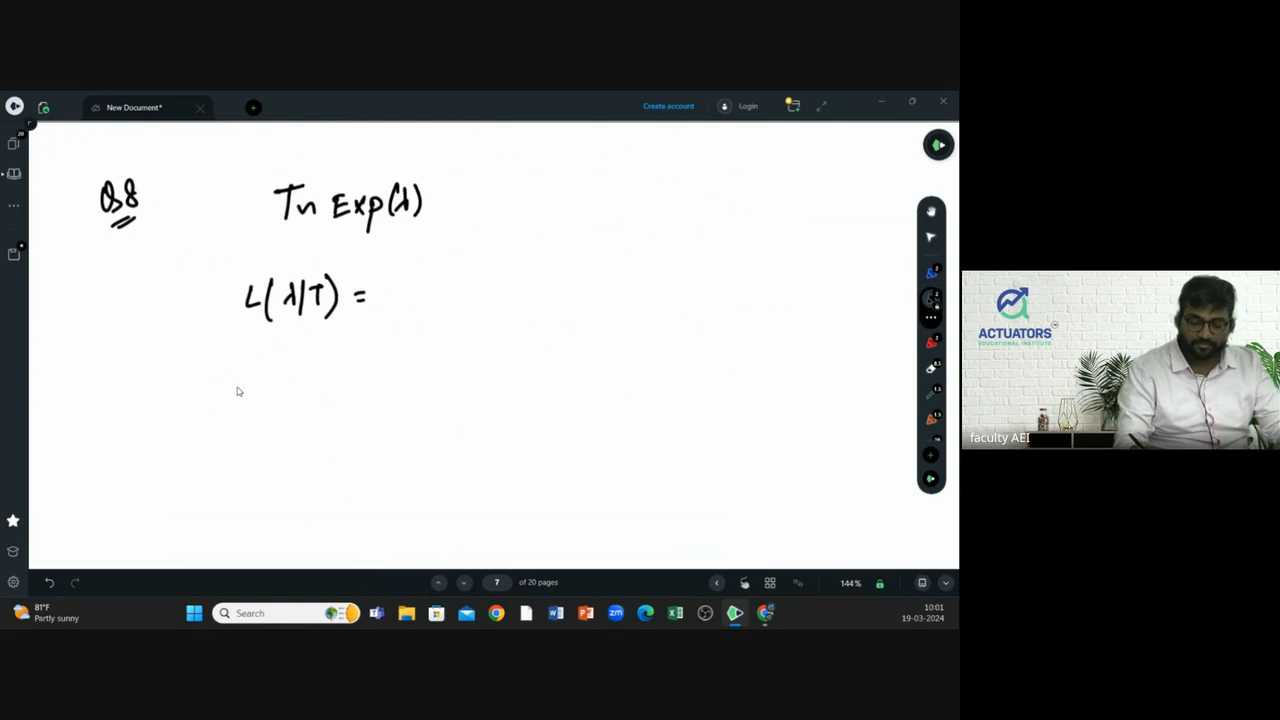 New Document*
Create account
Login
Q8
T~ Exp(λ)
L(λ|T) =
ACTUATORS
EDUCATIONAL INSTITUTE
faculty AEI
7 of 20 pages
144%
81°F
Partly sunny
Search
10:01
19-03-2024